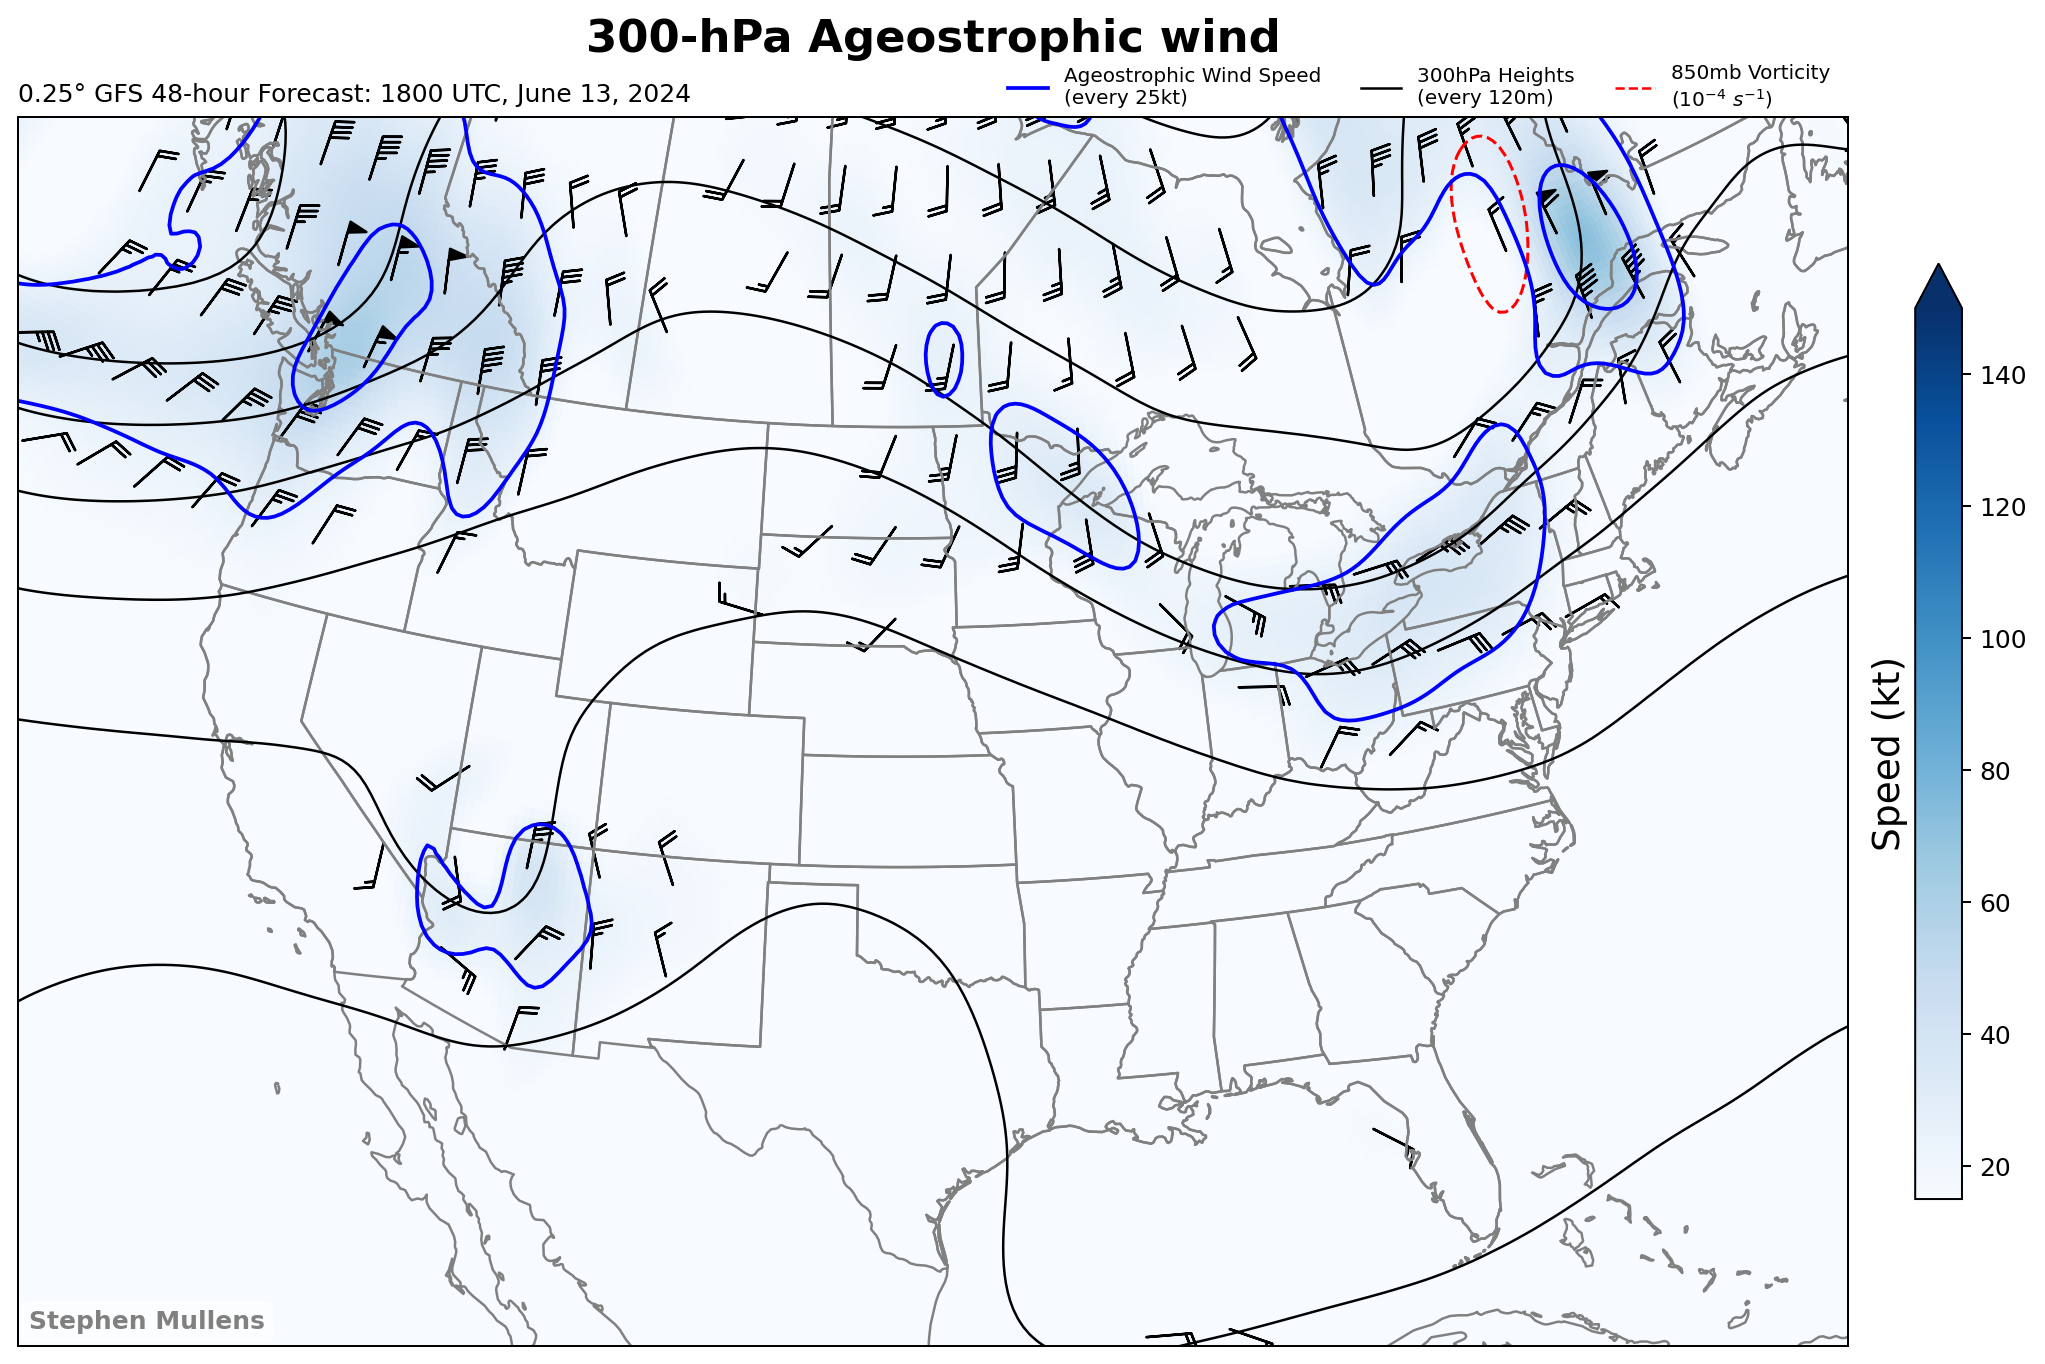 300-hPa Ageostrophic wind
0.25° GFS 48-hour Forecast: 1800 UTC, June 13, 2024
Ageostrophic Wind Speed
(every 25kt)
300hPa Heights
(every 120m)
850mb Vorticity
(10⁻⁴ s⁻¹)
140
120
100
80
60
40
20
Speed (kt)
Stephen Mullens